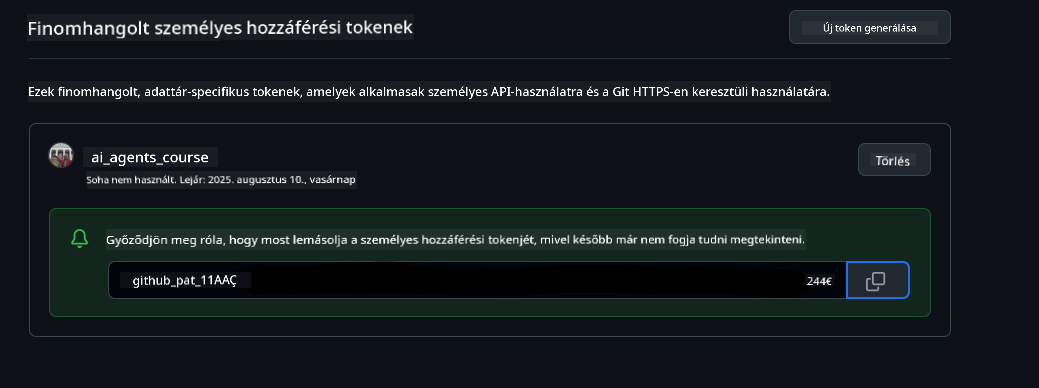 Finomhangolt személyes hozzáférési tokenek
Új token generálása
Ezek finomhangolt, adattár-specifikus tokenek, amelyek alkalmasak személyes API-használatra és a Git HTTPS-en keresztüli használatára.
ai_agents_course
Törlés
Soha nem használt. Lejár: 2025. augusztus 10., vasárnap
Győződjön meg róla, hogy most lemásolja a személyes hozzáférési tokenjét, mivel később már nem fogja tudni megtekinteni.
github_pat_11AAÇ 244€